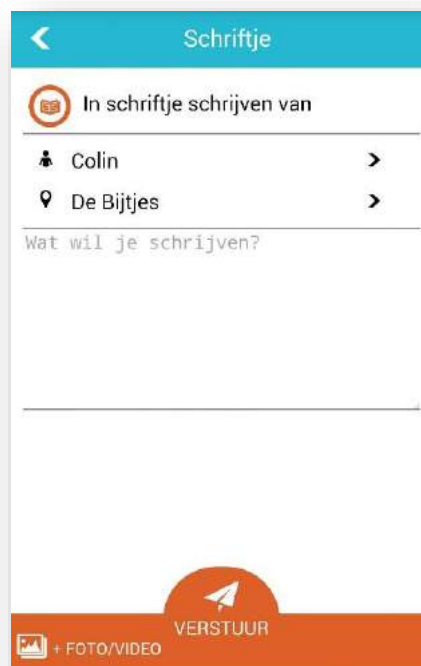 Schriftje
In schriftje schrijven van
Colin
De Bijtjes
Wat wil je schrijven?
VERSTUUR
+ FOTO/VIDEO